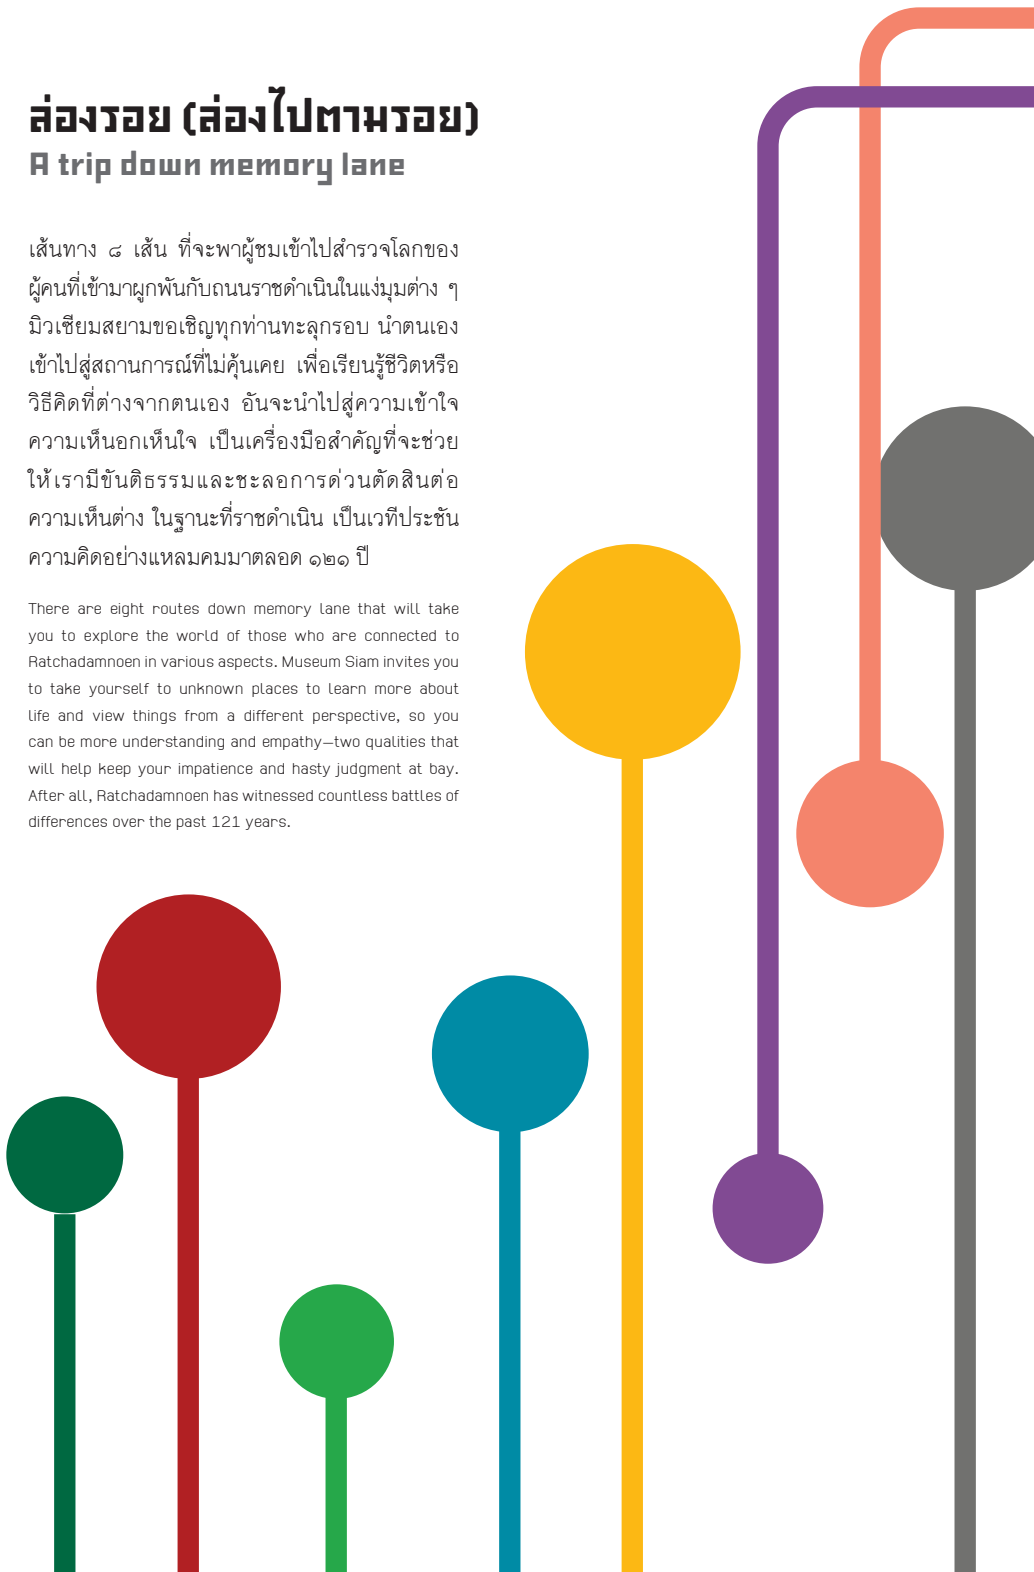 ล่องรอย (ล่องไปตามรอย)
A trip down memory lane
เส้นทาง ๘ เส้น ที่จะพาผู้ชมเข้าไปสำรวจโลกของ
ผู้คนที่เข้ามาผูกพันกับถนนราชดำเนินในแง่มุมต่าง ๆ
มิวเซียมสยามขอเชิญทุกท่านทะลุกรอบ นำตนเอง
เข้าไปสู่สถานการณ์ที่ไม่คุ้นเคย เพื่อเรียนรู้ชีวิตหรือ
วิธีคิดที่ต่างจากตนเอง อันจะนำไปสู่ความเข้าใจ
ความเห็นอกเห็นใจ เป็นเครื่องมือสำคัญที่จะช่วย
ให้เรามีขันติธรรมและชะลอการด่วนตัดสินต่อ
ความเห็นต่าง ในฐานะที่ราชดำเนิน เป็นเวทีประชัน
ความคิดอย่างแหลมคมมาตลอด ๑๒๑ ปี
There are eight routes down memory lane that will take
you to explore the world of those who are connected to
Ratchadamnoen in various aspects. Museum Siam invites you
to take yourself to unknown places to learn more about
life and view things from a different perspective, so you
can be more understanding and empathy—two qualities that
will help keep your impatience and hasty judgment at bay.
After all, Ratchadamnoen has witnessed countless battles of
differences over the past 121 years.